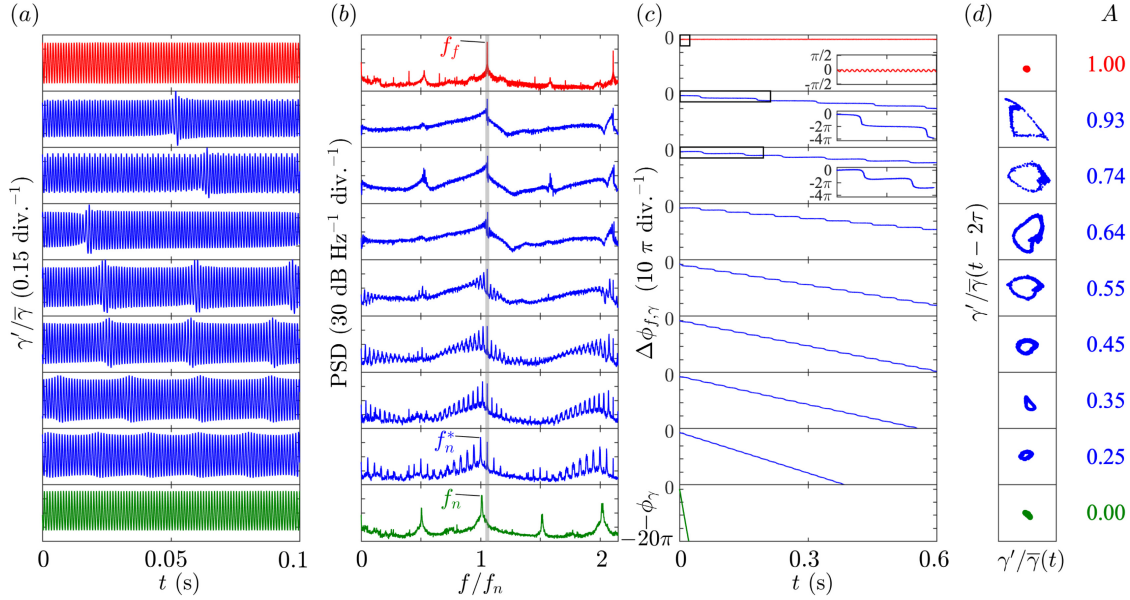 (a) (b) (c) (d) A
γ′/γ̄ (0.15 div.⁻¹)
0 0.05 0.1
t (s)
PSD (30 dB Hz⁻¹ div.⁻¹)
f_f
f_n^*
f_n
0 1 2
f/f_n
Δϕ_{f,γ} (10 π div.⁻¹)
0
π/2
0
-π/2
0
0
-2π
-4π
0
0
-2π
-4π
0
0
0
0
0
0
-ϕ_γ
−20π
0 0.3 0.6
t (s)
γ′/γ̄(t − 2τ)
γ′/γ̄(t)
1.00
0.93
0.74
0.64
0.55
0.45
0.35
0.25
0.00